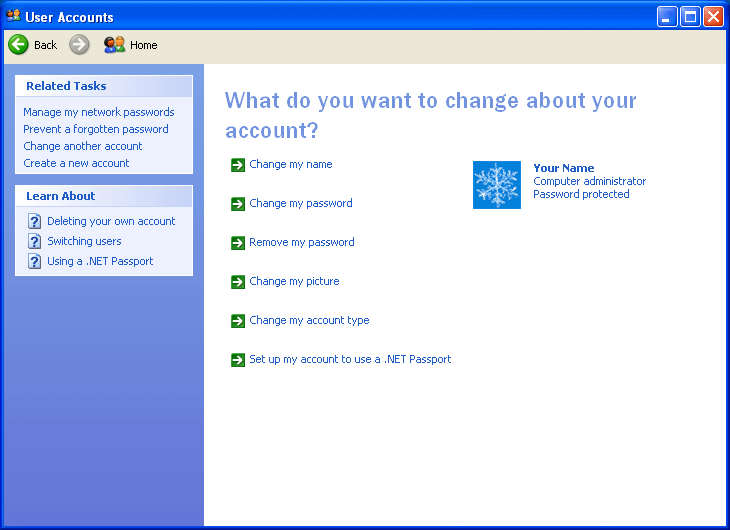 User Accounts
Back
Home
Related Tasks
Manage my network passwords
Prevent a forgotten password
Change another account
Create a new account
Learn About
Deleting your own account
Switching users
Using a .NET Passport
What do you want to change about your
account?
Change my name
Change my password
Remove my password
Change my picture
Change my account type
Set up my account to use a .NET Passport
Your Name
Computer administrator
Password protected